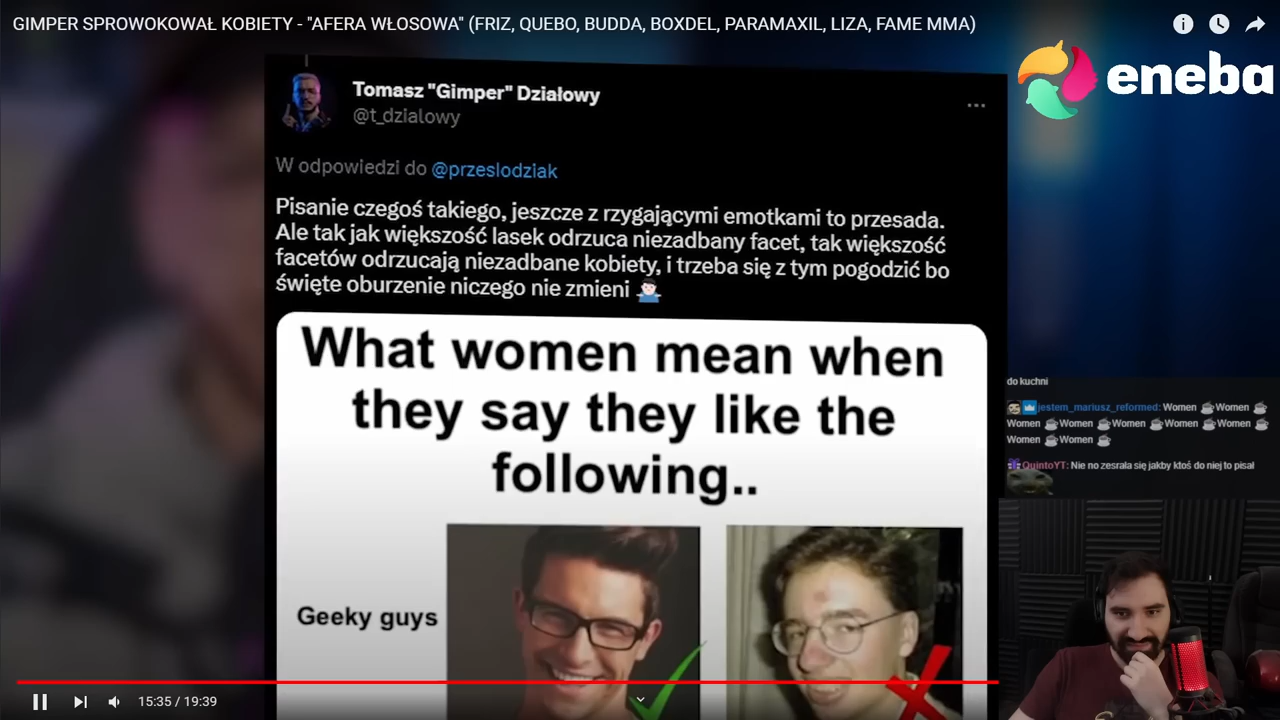 GIMPER SPROWOKOWAŁ KOBIETY - "AFERA WŁOSOWA" (FRIZ, QUEBO, BUDDA, BOXDEL, PARAMAXIL, LIZA, FAME MMA)
eneba
Tomasz "Gimper" Działowy
@t_dzialowy
W odpowiedzi do @przeslodziak
Pisanie czegoś takiego, jeszcze z rzygającymi emotkami to przesada.
Ale tak jak większość lasek odrzuca niezadbany facet, tak większość
facetów odrzucają niezadbane kobiety, i trzeba się z tym pogodzić bo
święte oburzenie niczego nie zmieni 🤷🏻‍♂️
What women mean when
they say they like the
following..
Geeky guys
do kuchni
jestem_mariusz_reformed: Women ☕Women ☕
Women ☕Women ☕Women ☕Women ☕Women ☕
Women ☕Women ☕
QuintoYT: Nie no zesrała się jakby ktoś do niej to pisał
15:35 / 19:39